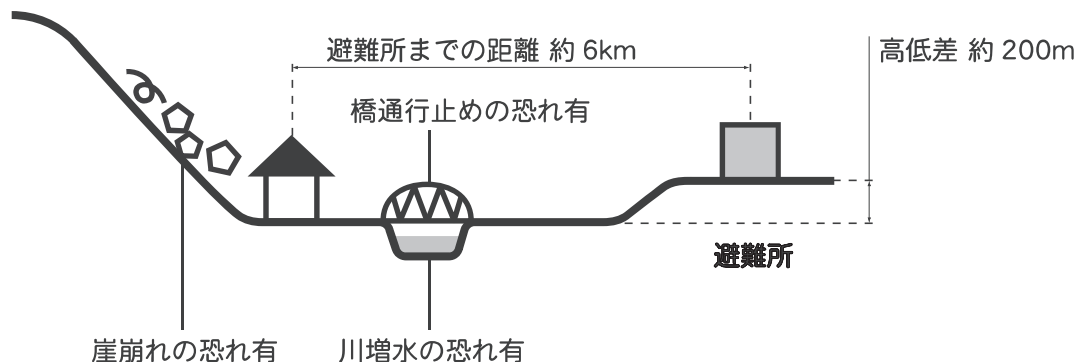 避難所までの距離 約 6km
高低差 約 200m
橋通行止めの恐れ有
避難所
崖崩れの恐れ有
川増水の恐れ有